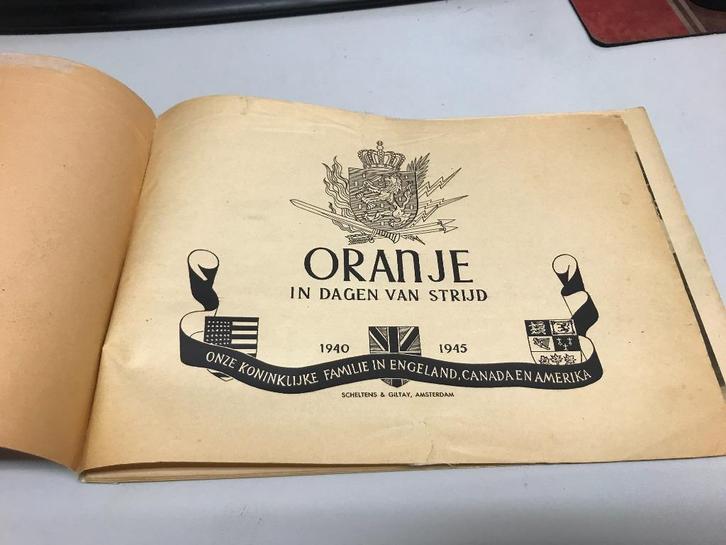 ORANJE
IN DAGEN VAN STRIJD
1940 1945
ONZE KONINKLIJKE FAMILIE IN ENGELAND, CANADA EN AMERIKA
SCHELTENS & GILTAY, AMSTERDAM